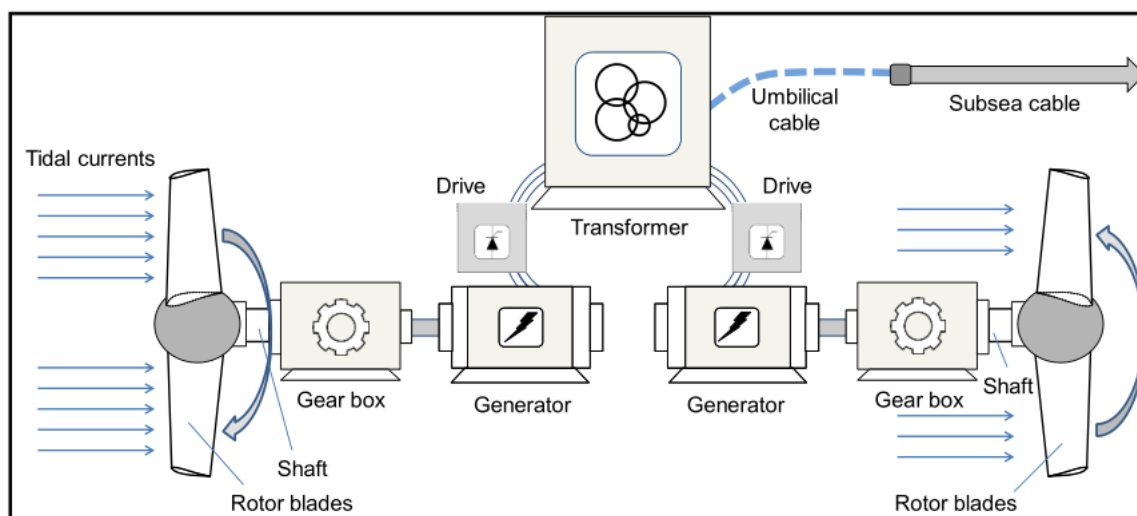 Umbilical
cable
Subsea cable
Tidal currents
Drive
Drive
Transformer
Gear box
Generator
Generator
Gear box
Shaft
Shaft
Rotor blades
Rotor blades